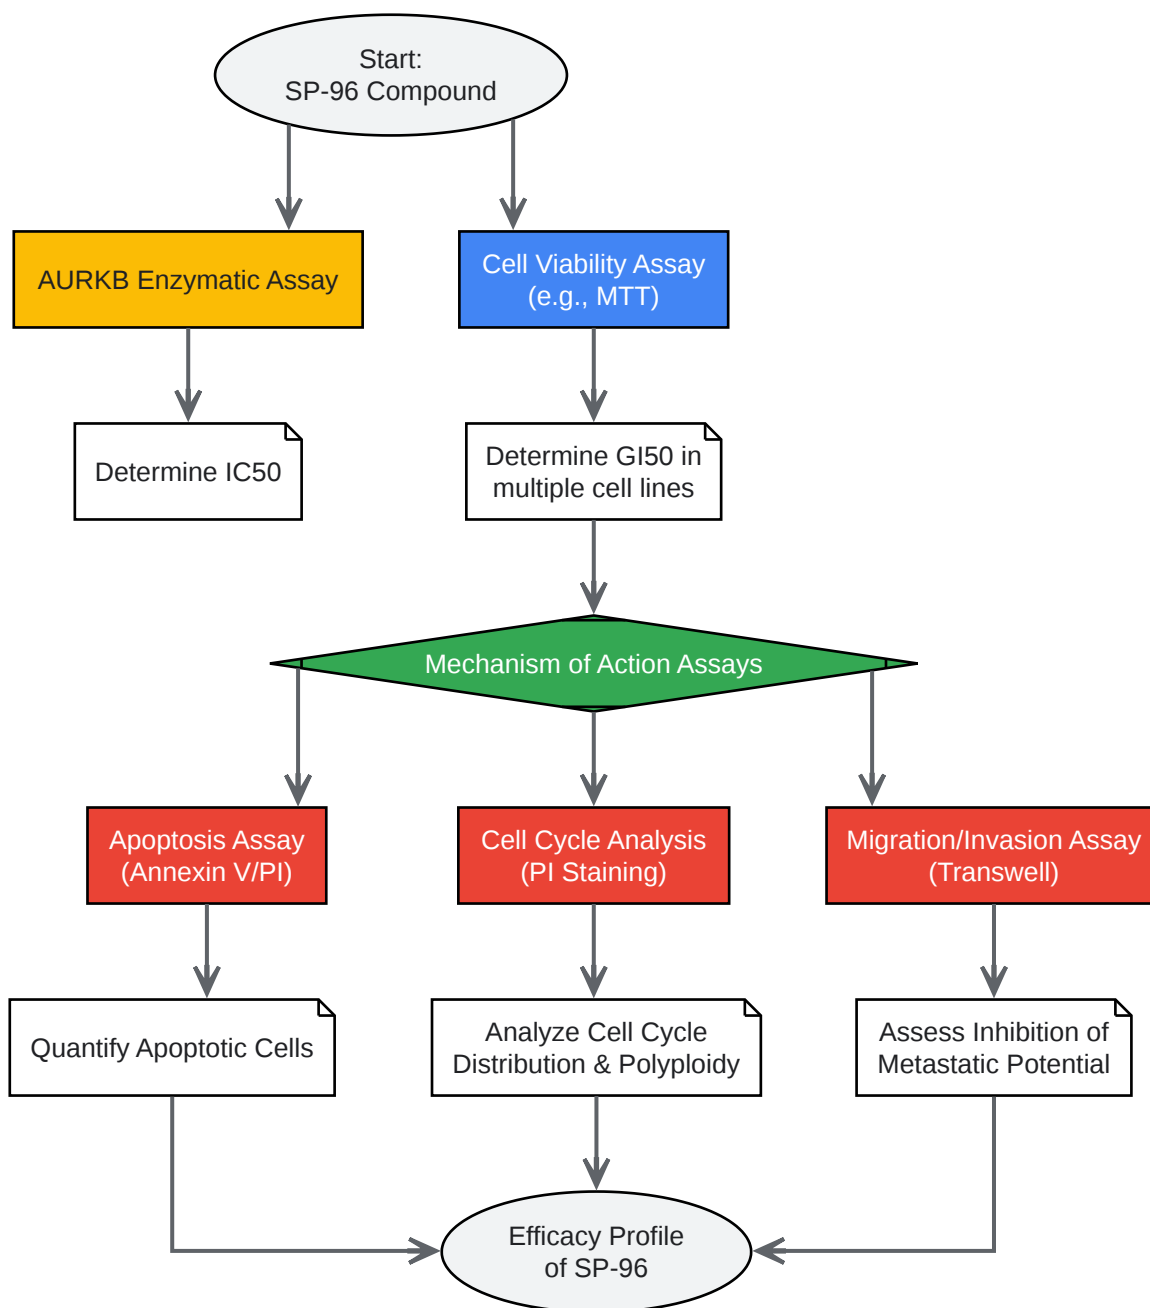 Start:
SP-96 Compound
AURKB Enzymatic Assay
Cell Viability Assay
(e.g., MTT)
Determine IC50
Determine GI50 in
multiple cell lines
Mechanism of Action Assays
Apoptosis Assay
(Annexin V/PI)
Cell Cycle Analysis
(PI Staining)
Migration/Invasion Assay
(Transwell)
Quantify Apoptotic Cells
Analyze Cell Cycle
Distribution & Polyploidy
Assess Inhibition of
Metastatic Potential
Efficacy Profile
of SP-96